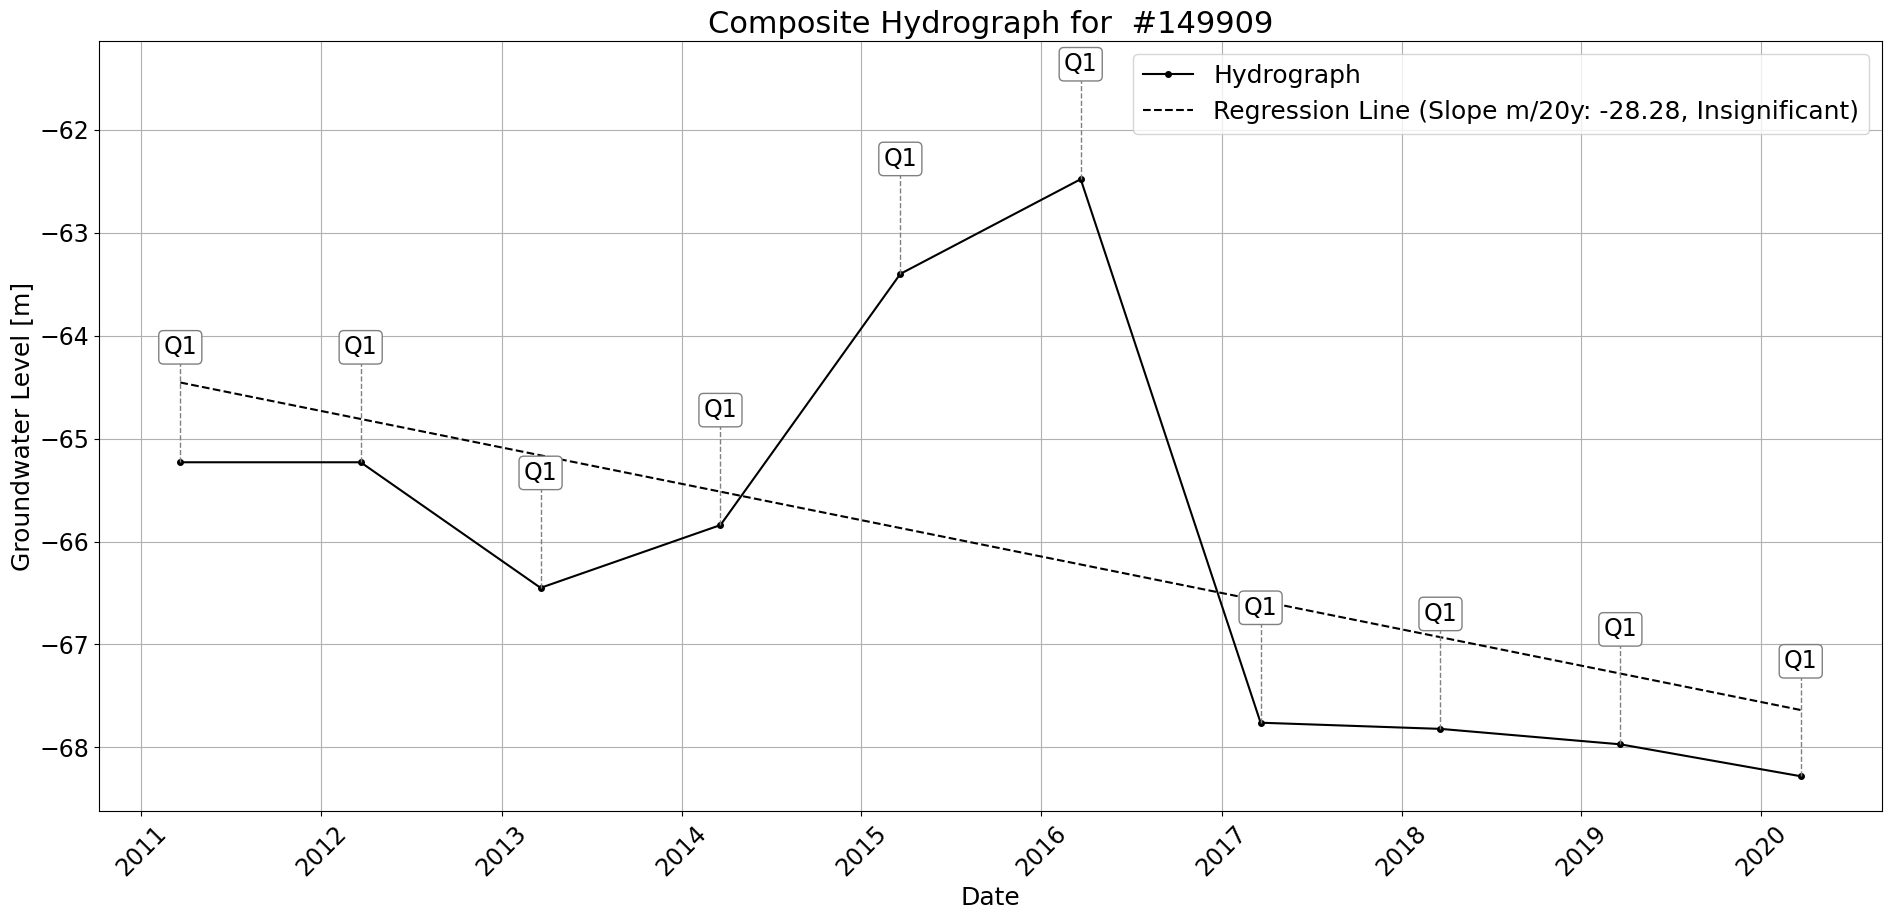 Composite Hydrograph for  #149909
Hydrograph
Regression Line (Slope m/20y: -28.28, Insignificant)
Groundwater Level [m]
−62
−63
−64
−65
−66
−67
−68
Q1
Q1
Q1
Q1
Q1
Q1
Q1
Q1
Q1
Q1
2011
2012
2013
2014
2015
2016
2017
2018
2019
2020
Date